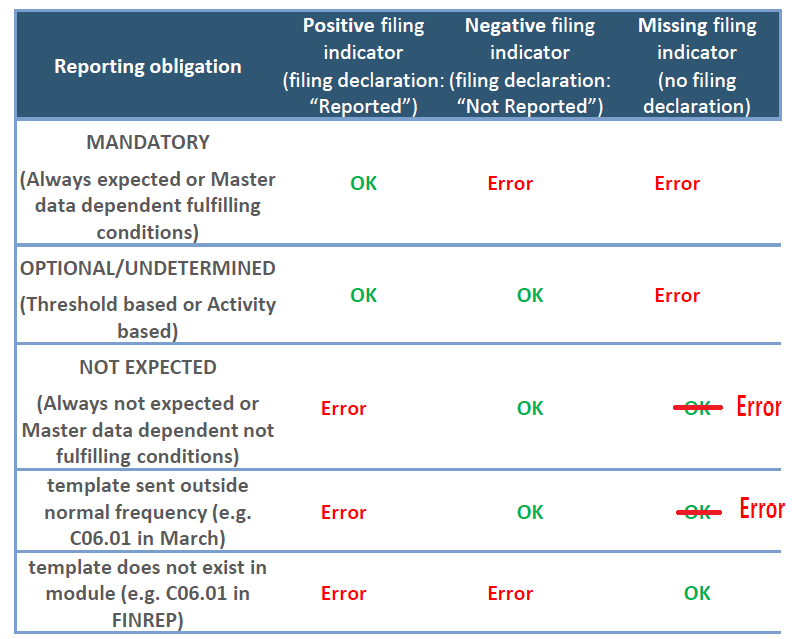 Reporting obligation
Positive filing
indicator
(filing declaration:
“Reported”)
Negative filing
indicator
(filing declaration:
“Not Reported”)
Missing filing
indicator
(no filing
declaration)
MANDATORY
(Always expected or Master
data dependent fulfilling
conditions)
OK
Error
Error
OPTIONAL/UNDETERMINED
(Threshold based or Activity
based)
OK
OK
Error
NOT EXPECTED
(Always not expected or
Master data dependent not
fulfilling conditions)
Error
OK
OK Error
template sent outside
normal frequency (e.g.
C06.01 in March)
Error
OK
OK Error
template does not exist in
module (e.g. C06.01 in
FINREP)
Error
Error
OK